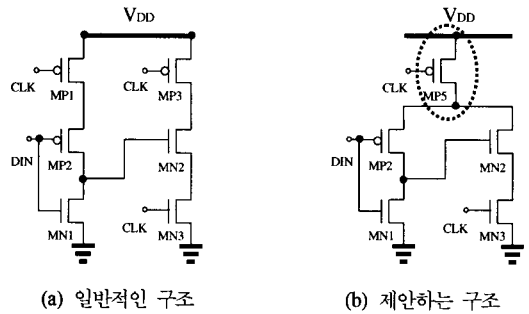 VDD
CLK
MP1
MP3
CLK
DIN
MP2
MN2
MN1
CLK
MN3
(a) 일반적인 구조
VDD
CLK
MP5
DIN
MP2
MN2
MN1
CLK
MN3
(b) 제안하는 구조